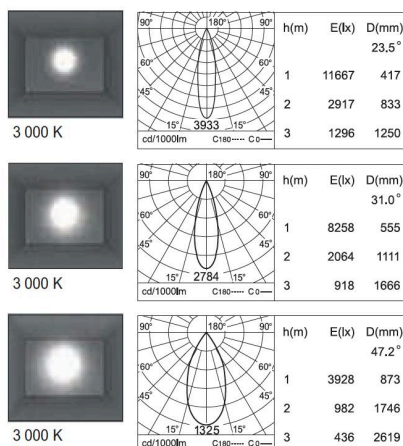 90° 180° 90°
60° 60°
45° 45°
15° 3933 15°
cd/1000lm C180----- C0—
3 000 K
h(m) E(lx) D(mm)
23.5°
1 11667 417
2 2917 833
3 1296 1250
90° 180° 90°
60° 60°
45° 45°
15° 2784 15°
cd/1000lm C180----- C0—
3 000 K
h(m) E(lx) D(mm)
31.0°
1 8258 555
2 2064 1111
3 918 1666
90° 180° 90°
60° 60°
45° 45°
15° 1325 15°
cd/1000lm C180----- C0—
3 000 K
h(m) E(lx) D(mm)
47.2°
1 3928 873
2 982 1746
3 436 2619